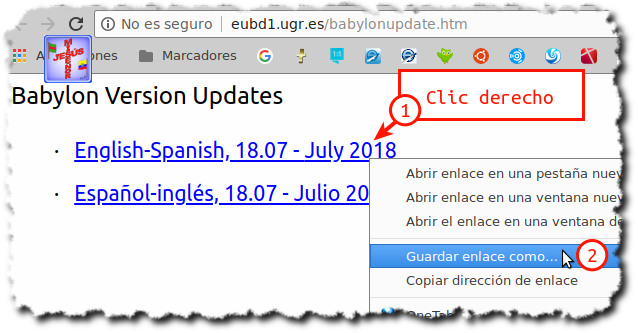 No es seguro | eubd1.ugr.es/babylonupdate.htm
Marcadores
Babylon Version Updates
Clic derecho
1
· English-Spanish, 18.07 - July 2018
· Español-inglés, 18.07 - Julio 20
Abrir enlace en una pestaña nuev
Abrir enlace en una ventana nuev
Abrir el enlace en una ventana de
Guardar enlace como...
2
Copiar dirección de enlace
OneTab